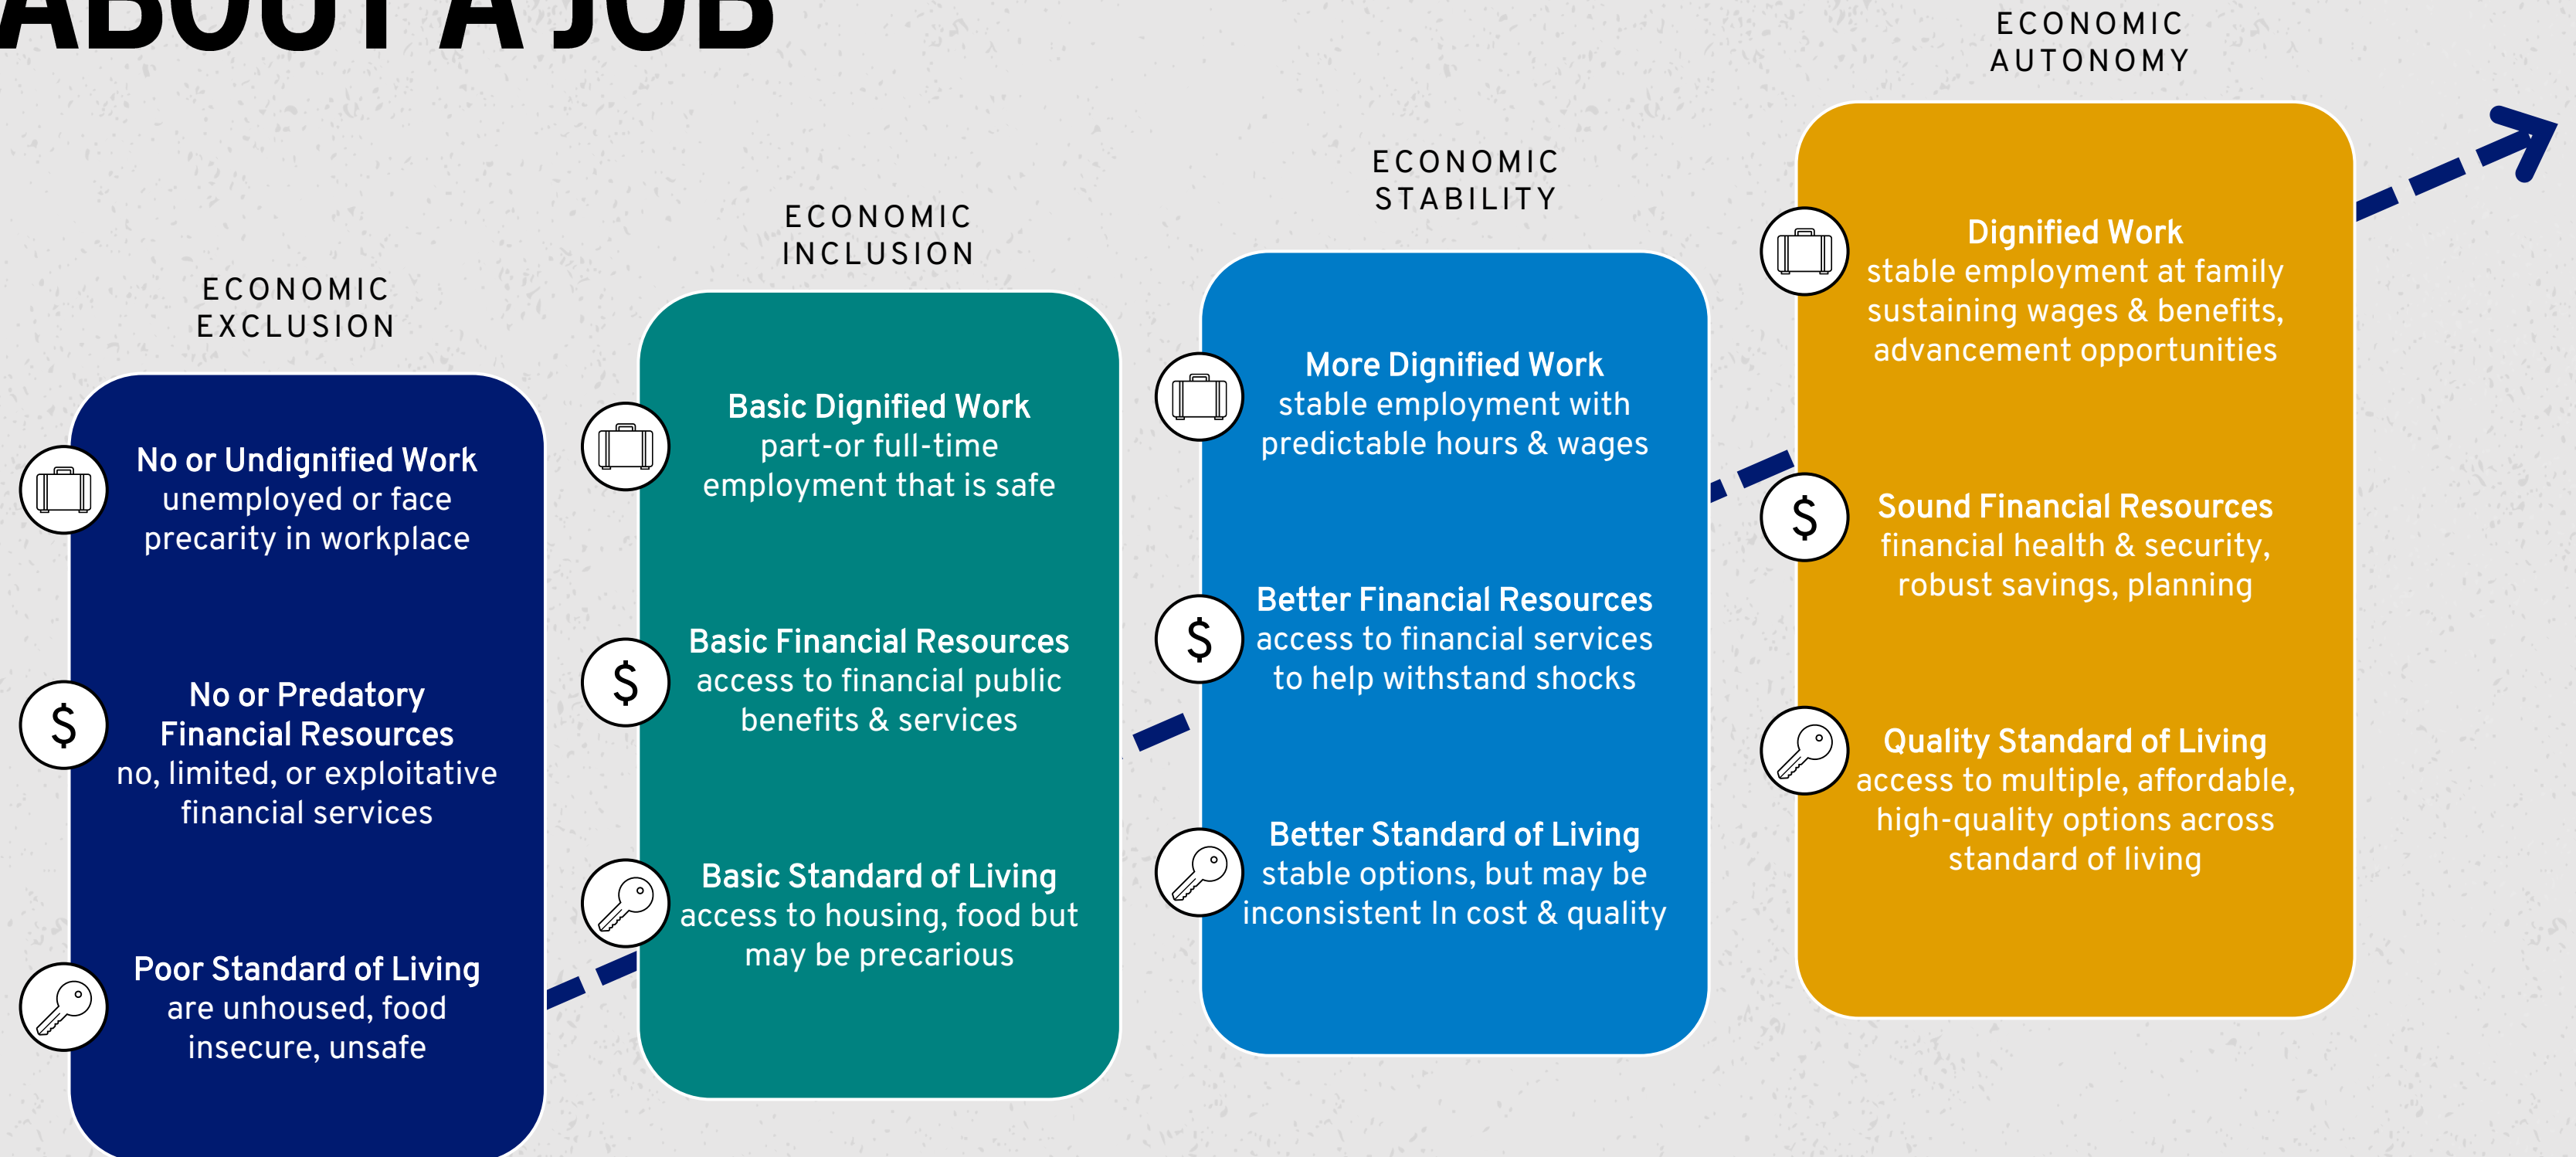 ABOUT A JOB
ECONOMIC
EXCLUSION
No or Undignified Work
unemployed or face
precarity in workplace
$
No or Predatory
Financial Resources
no, limited, or exploitative
financial services
Poor Standard of Living
are unhoused, food
insecure, unsafe
ECONOMIC
INCLUSION
Basic Dignified Work
part-or full-time
employment that is safe
$
Basic Financial Resources
access to financial public
benefits & services
Basic Standard of Living
access to housing, food but
may be precarious
ECONOMIC
STABILITY
More Dignified Work
stable employment with
predictable hours & wages
$
Better Financial Resources
access to financial services
to help withstand shocks
Better Standard of Living
stable options, but may be
inconsistent In cost & quality
ECONOMIC
AUTONOMY
Dignified Work
stable employment at family
sustaining wages & benefits,
advancement opportunities
$
Sound Financial Resources
financial health & security,
robust savings, planning
Quality Standard of Living
access to multiple, affordable,
high-quality options across
standard of living